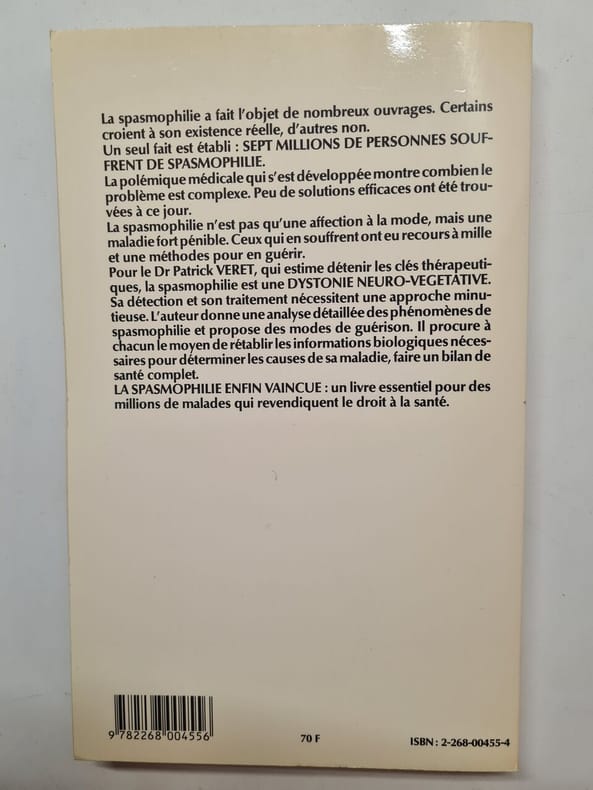 La spasmophilie a fait l'objet de nombreux ouvrages. Certains
croient à son existence réelle, d'autres non.
Un seul fait est établi : SEPT MILLIONS DE PERSONNES SOUF-
FRENT DE SPASMOPHILIE.
La polémique médicale qui s'est développée montre combien le
problème est complexe. Peu de solutions efficaces ont été trou-
vées à ce jour.
La spasmophilie n'est pas qu'une affection à la mode, mais une
maladie fort pénible. Ceux qui en souffrent ont eu recours à mille
et une méthodes pour en guérir.
Pour le Dr Patrick VERET, qui estime détenir les clés thérapeuti-
ques, la spasmophilie est une DYSTONIE NEURO-VEGETATIVE.
Sa détection et son traitement nécessitent une approche minu-
tieuse. L'auteur donne une analyse détaillée des phénomènes de
spasmophilie et propose des modes de guérison. Il procure à
chacun le moyen de rétablir les informations biologiques néces-
saires pour déterminer les causes de sa maladie, faire un bilan de
santé complet.
LA SPASMOPHILIE ENFIN VAINCUE : un livre essentiel pour des
millions de malades qui revendiquent le droit à la santé.
9 782268 004556
70 F
ISBN : 2-268-00455-4